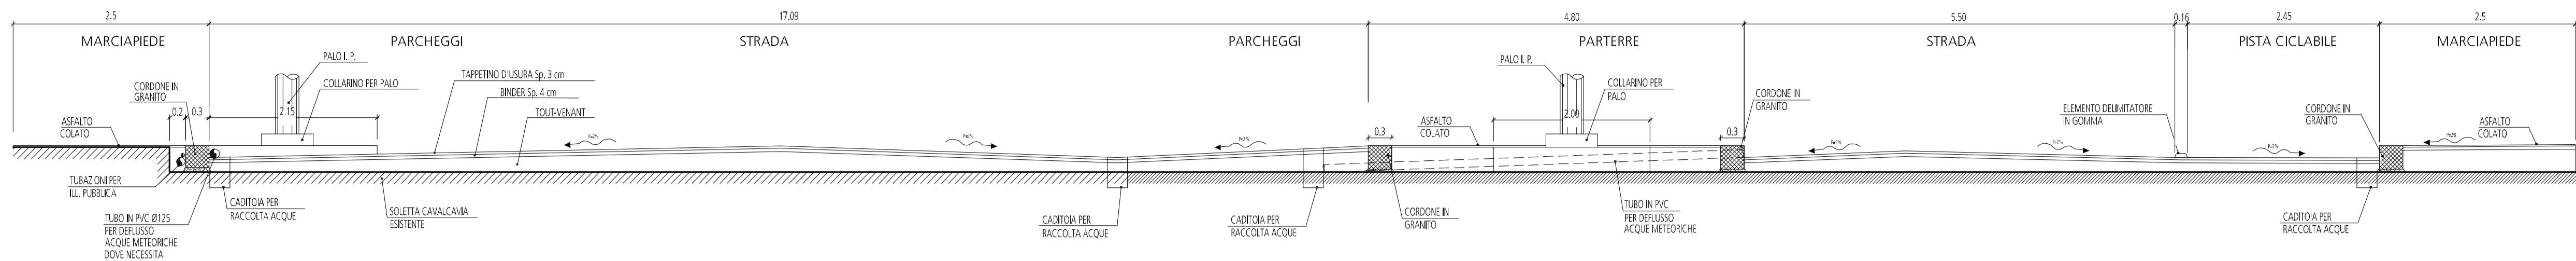 2.5 17.09 4.80 5.50 0.16 2.45 2.5
MARCIAPIEDE PARCHEGGI STRADA PARCHEGGI PARTERRE STRADA PISTA CICLABILE MARCIAPIEDE
PALO I. P.
COLLARINO PER PALO
TAPPETINO D'USURA Sp. 3 cm
BINDER Sp. 4 cm
TOUT-VENANT
CORDONE IN
GRANITO
0.2 0.3 2.15
ASFALTO
COLATO
TUBAZIONI PER
ILL. PUBBLICA
TUBO IN PVC Ø125
PER DEFLUSSO
ACQUE METEORICHE
DOVE NECESSITA
CADITOIA PER
RACCOLTA ACQUE
SOLETTA CAVALCAVIA
ESISTENTE
CADITOIA PER
RACCOLTA ACQUE
CADITOIA PER
RACCOLTA ACQUE
PALO I. P.
COLLARINO PER
PALO
0.3 2.00 0.3
ASFALTO
COLATO
CORDONE IN
GRANITO
CORDONE IN
GRANITO
TUBO IN PVC
PER DEFLUSSO
ACQUE METEORICHE
ELEMENTO DELIMITATORE
IN GOMMA
CORDONE IN
GRANITO
ASFALTO
COLATO
CADITOIA PER
RACCOLTA ACQUE